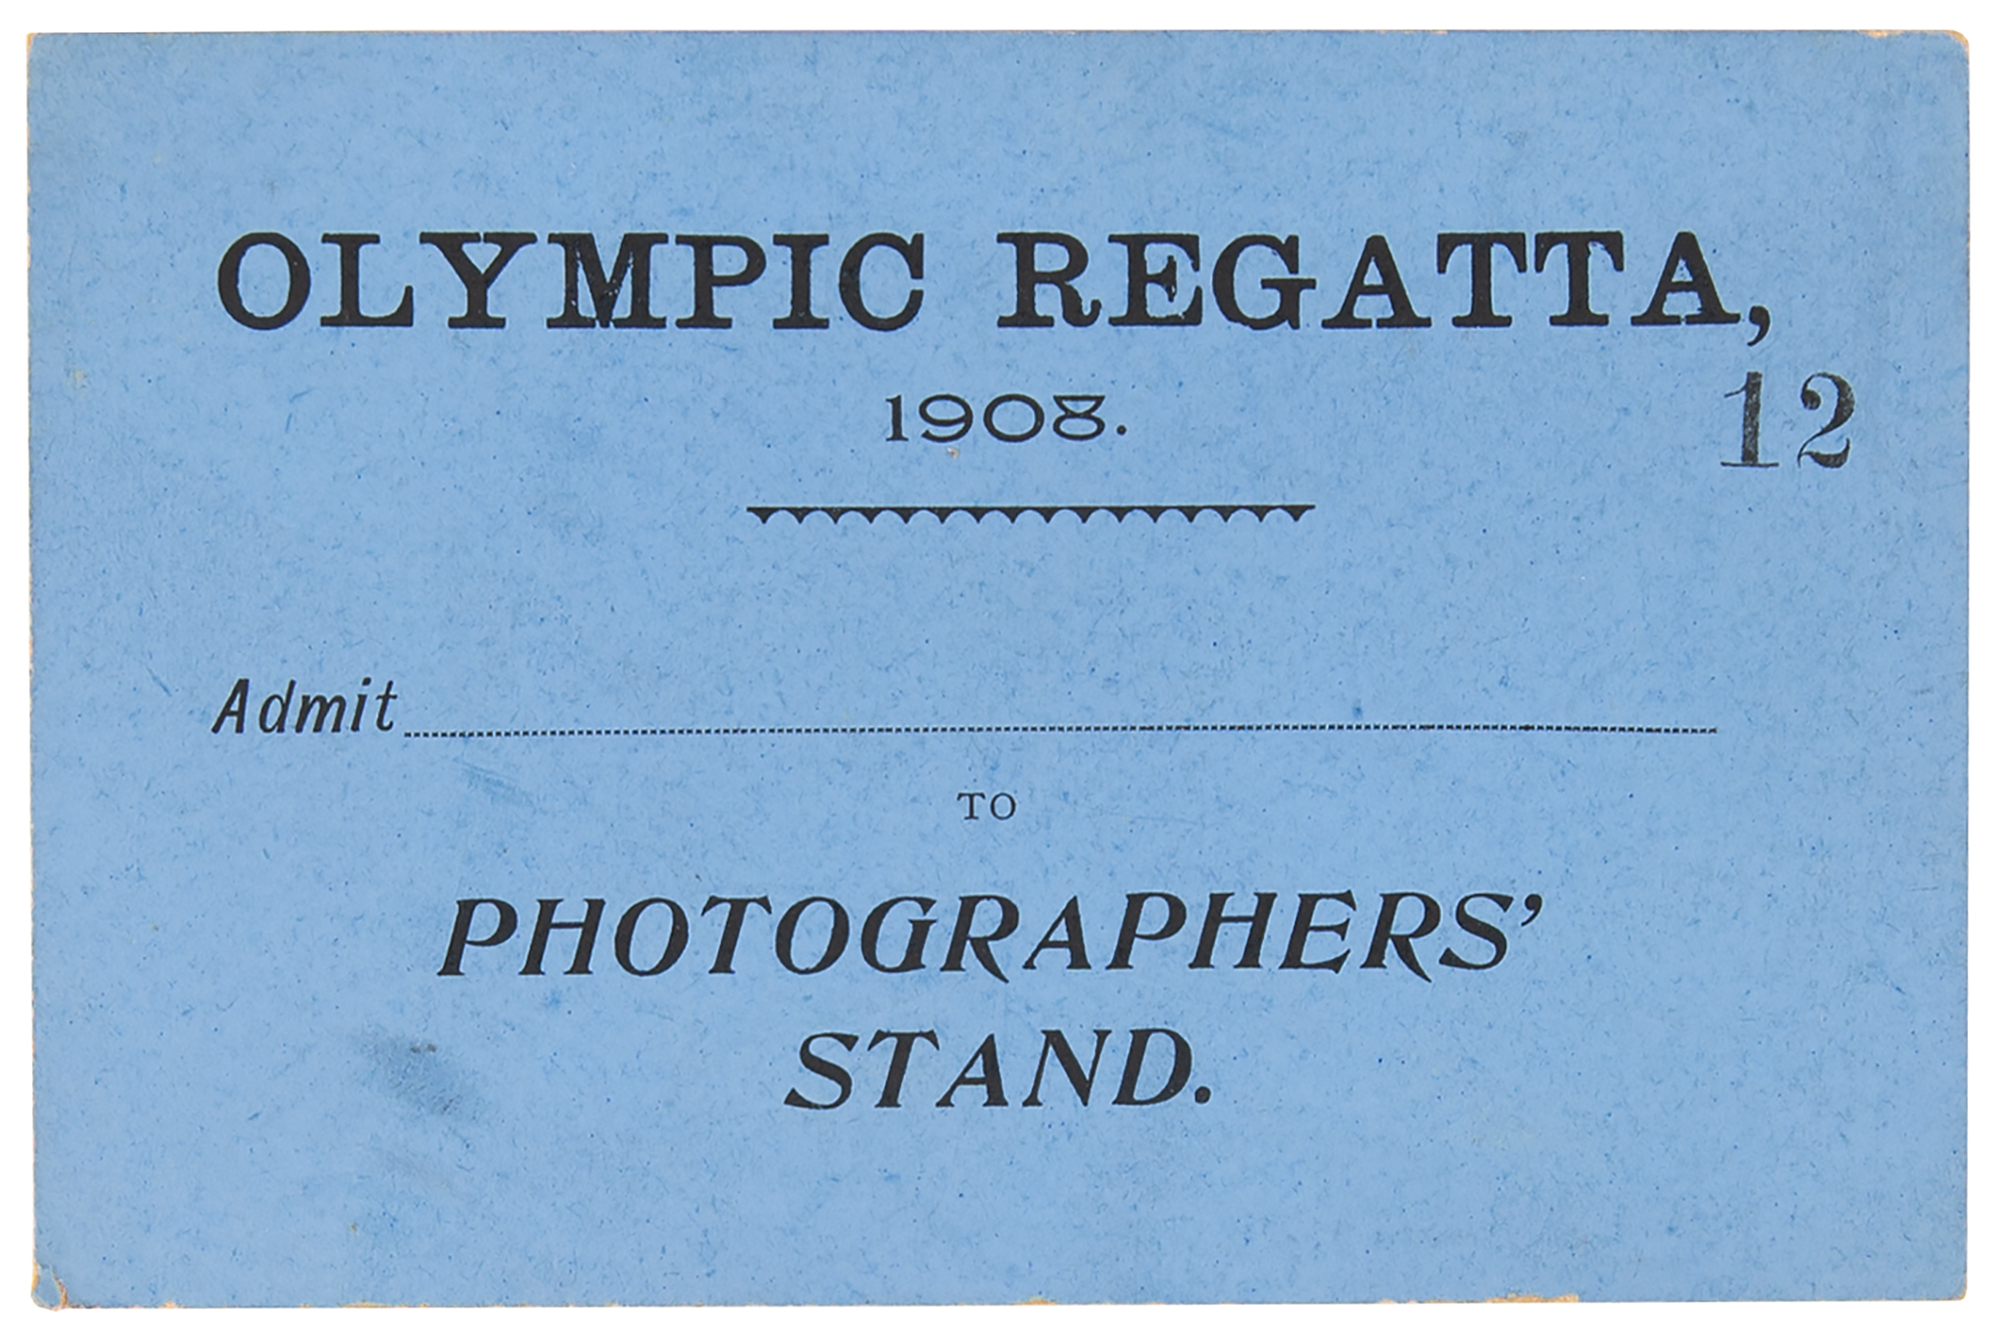 OLYMPIC REGATTA,
1908.
12
Admit
TO
PHOTOGRAPHERS'
STAND.